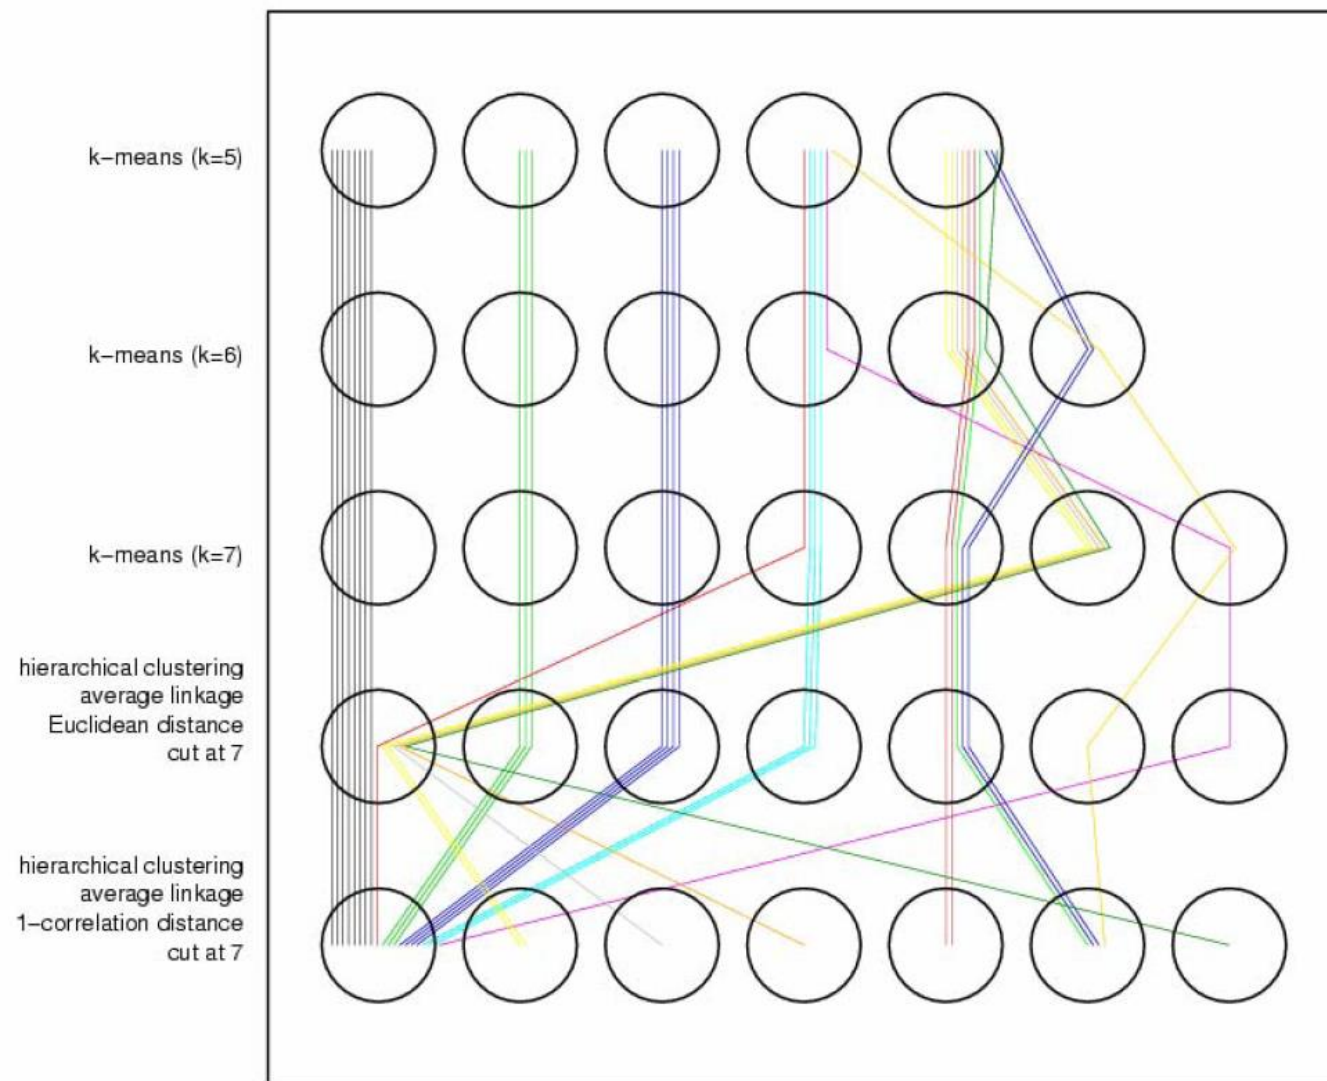 k−means (k=5)
k−means (k=6)
k−means (k=7)
hierarchical clustering
average linkage
Euclidean distance
cut at 7
hierarchical clustering
average linkage
1−correlation distance
cut at 7